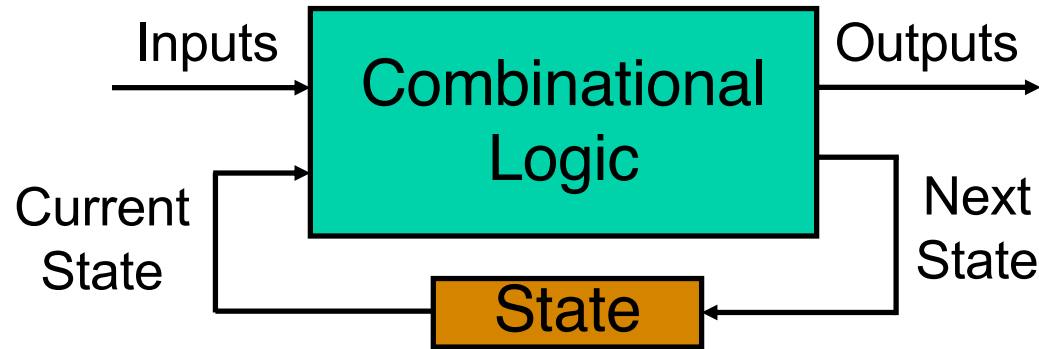 Inputs
Outputs
Combinational
Logic
Current
State
Next
State
State